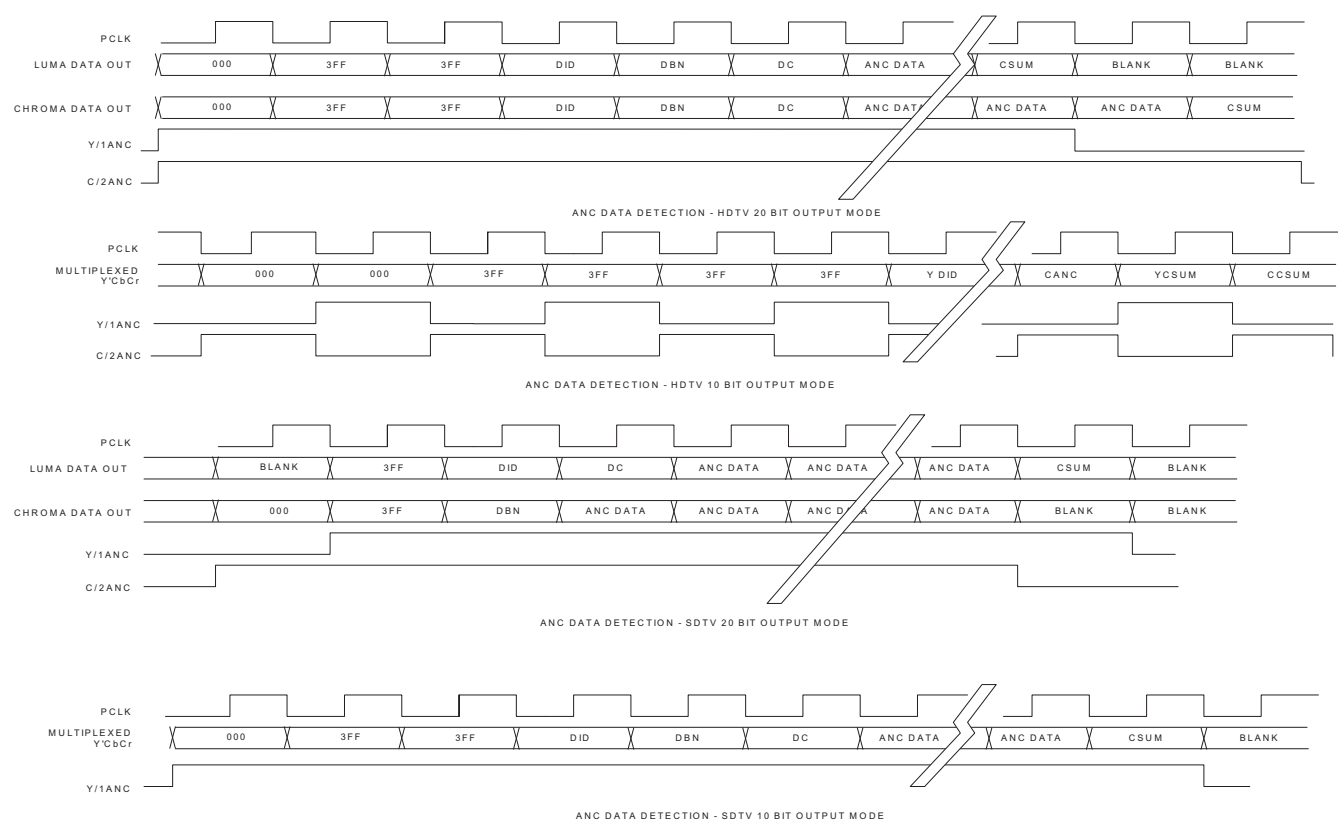 PCLK
LUMA DATA OUT 000 3FF 3FF DID DBN DC ANC DATA CSUM BLANK BLANK
CHROMA DATA OUT 000 3FF 3FF DID DBN DC ANC DATA ANC DATA ANC DATA CSUM
Y/1ANC
C/2ANC
ANC DATA DETECTION - HDTV 20 BIT OUTPUT MODE
PCLK
MULTIPLEXED
Y'CbCr 000 000 3FF 3FF 3FF 3FF Y DID CANC YCSUM CCSUM
Y/1ANC
C/2ANC
ANC DATA DETECTION - HDTV 10 BIT OUTPUT MODE
PCLK
LUMA DATA OUT BLANK 3FF DID DC ANC DATA ANC DATA ANC DATA CSUM BLANK
CHROMA DATA OUT 000 3FF DBN ANC DATA ANC DATA ANC DATA ANC DATA BLANK BLANK
Y/1ANC
C/2ANC
ANC DATA DETECTION - SDTV 20 BIT OUTPUT MODE
PCLK
MULTIPLEXED
Y'CbCr 000 3FF 3FF DID DBN DC ANC DATA ANC DATA CSUM BLANK
Y/1ANC
ANC DATA DETECTION - SDTV 10 BIT OUTPUT MODE